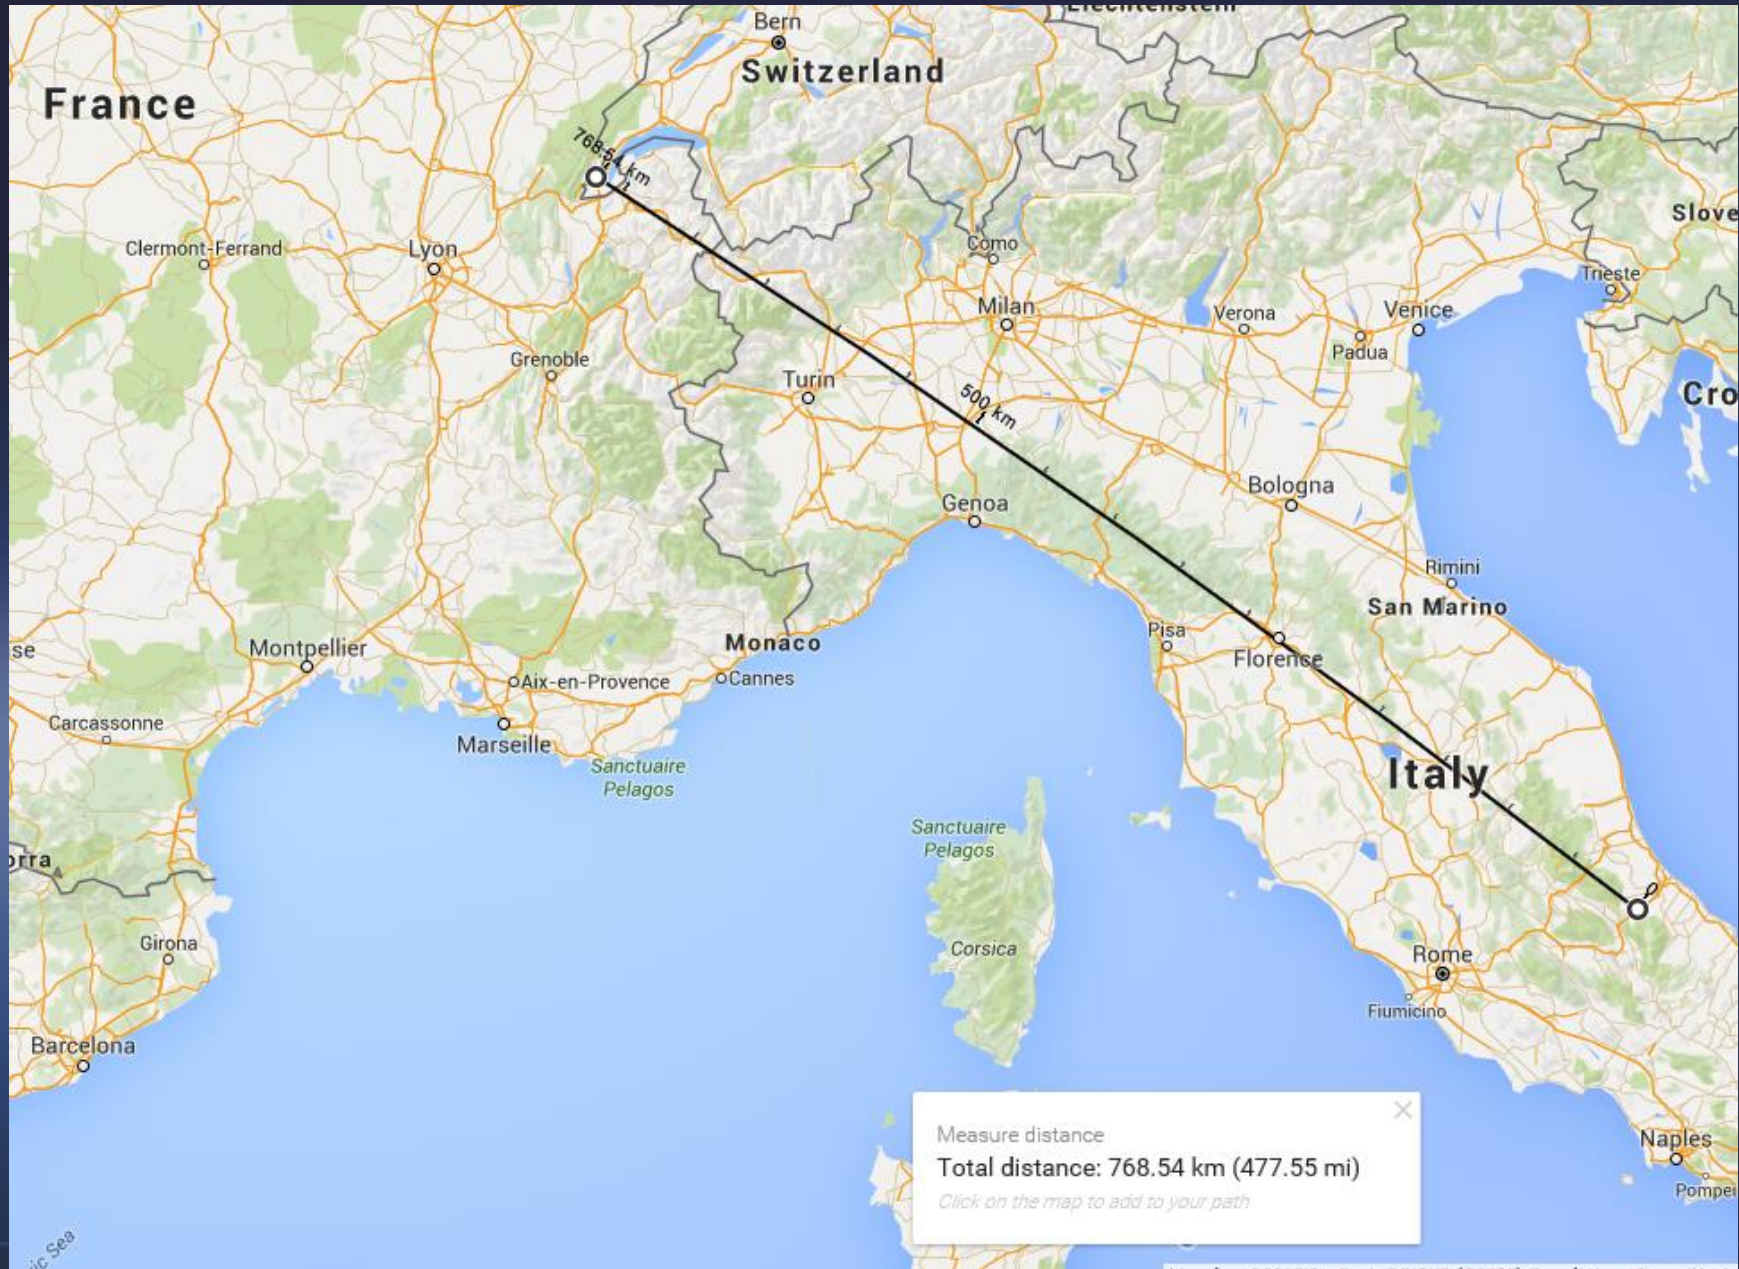 Liechtenstein
Bern
Switzerland
France
768.54 km
Slove
Clermont-Ferrand
Lyon
Como
Trieste
Milan
Verona
Venice
Padua
Grenoble
Turin
Cro
500 km
Bologna
Genoa
Rimini
San Marino
Pisa
Florence
Monaco
Montpellier
se
Aix-en-Provence
Cannes
Carcassonne
Marseille
Sanctuaire
Pelagos
Italy
Sanctuaire
Pelagos
orra
0
Girona
Corsica
Rome
Fiumicino
Barcelona
Measure distance
Total distance: 768.54 km (477.55 mi)
Click on the map to add to your path
Naples
Pompei
ic Sea